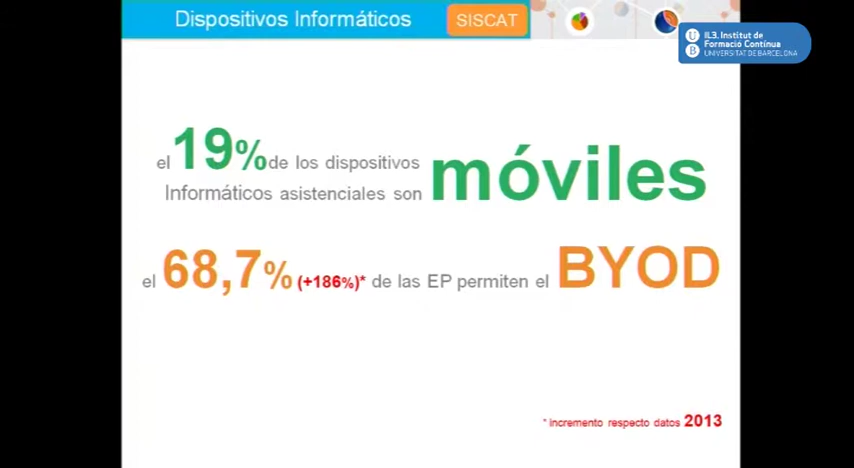 Dispositivos Informáticos
SISCAT
U
B
IL3. Institut de
Formació Contínua
UNIVERSITAT DE BARCELONA
el 19% de los dispositivos
Informáticos asistenciales son móviles
el 68,7% (+186%)* de las EP permiten el BYOD
* Incremento respecto datos 2013